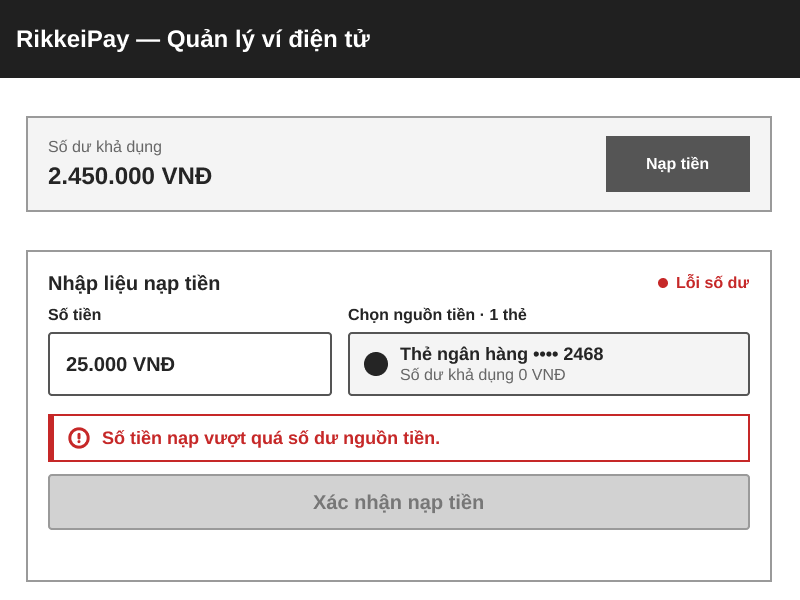 RikkeiPay — Quản lý ví điện tử
Số dư khả dụng
2.450.000 VNĐ
Nạp tiền
Nhập liệu nạp tiền
Lỗi số dư
Số tiền
Chọn nguồn tiền · 1 thẻ
25.000 VNĐ
Thẻ ngân hàng •••• 2468
Số dư khả dụng 0 VNĐ
Số tiền nạp vượt quá số dư nguồn tiền.
Xác nhận nạp tiền